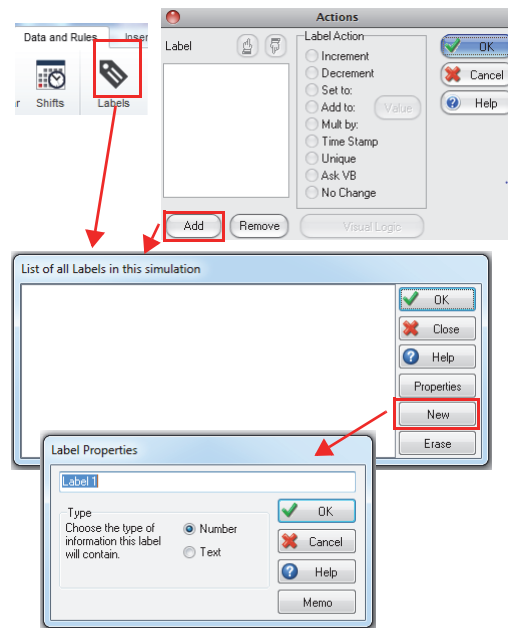 Data and Rules
Inser
r
Shifts
Labels
Actions
Label
Label Action
Increment
Decrement
Set to:
Add to:
Value
Mult by:
Time Stamp
Unique
Ask VB
No Change
OK
Cancel
Help
Add
Remove
Visual Logic
List of all Labels in this simulation
OK
Close
Help
Properties
New
Erase
Label Properties
Label 1
Type
Choose the type of
information this label
will contain.
Number
Text
OK
Cancel
Help
Memo